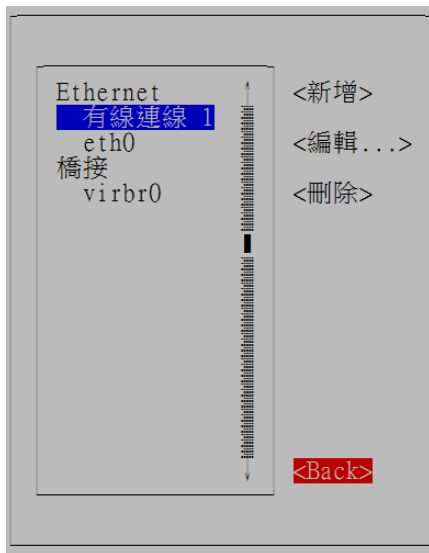 Ethernet
有線連線 1
eth0
橋接
virbr0
<新增>
<編輯...>
<刪除>
<Back>